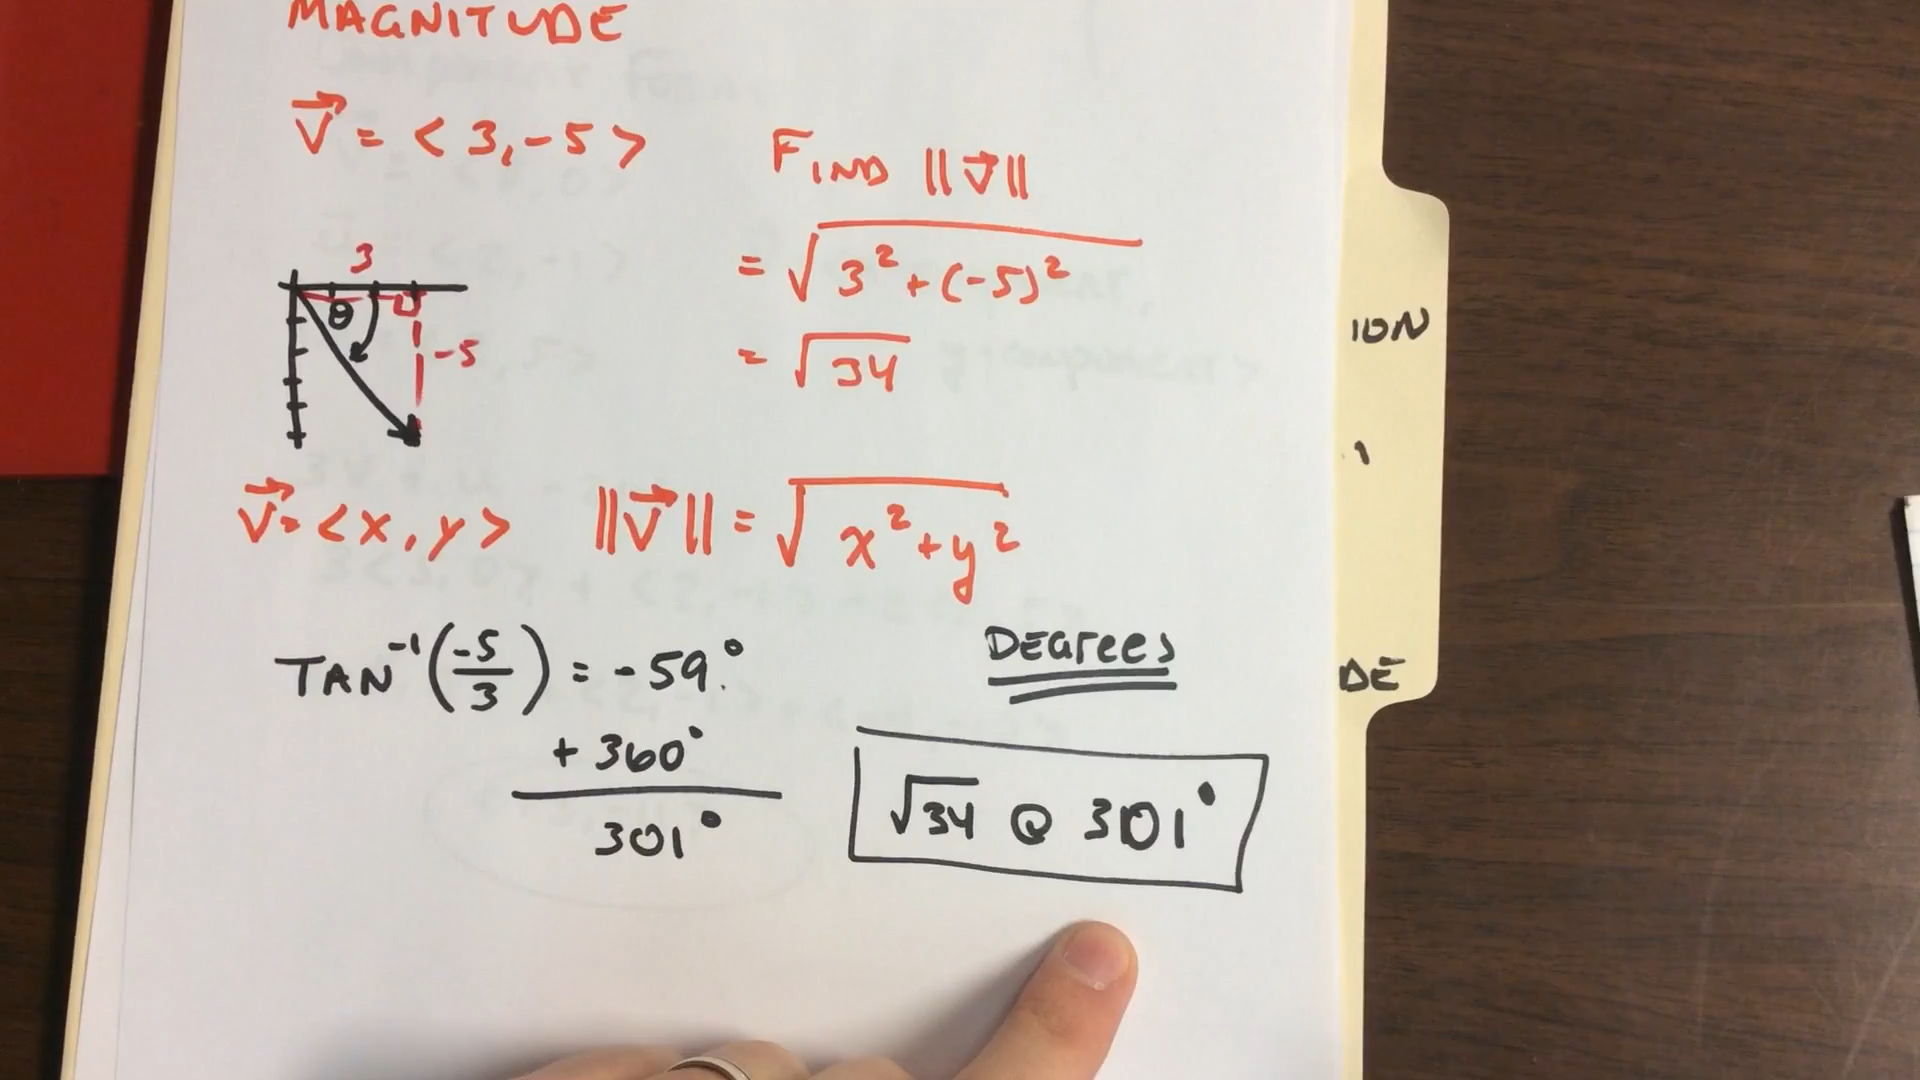 MAGNITUDE
V⃗ = < 3, -5 >
FIND ||V⃗||
= √(3² + (-5)²)
= √34
3
θ
-5
V⃗ = < x, y >
||V⃗|| = √(x² + y²)
TAN⁻¹(-5/3) = -59.°
+ 360°
301°
DEGREES
√34 @ 301°
ION
DE